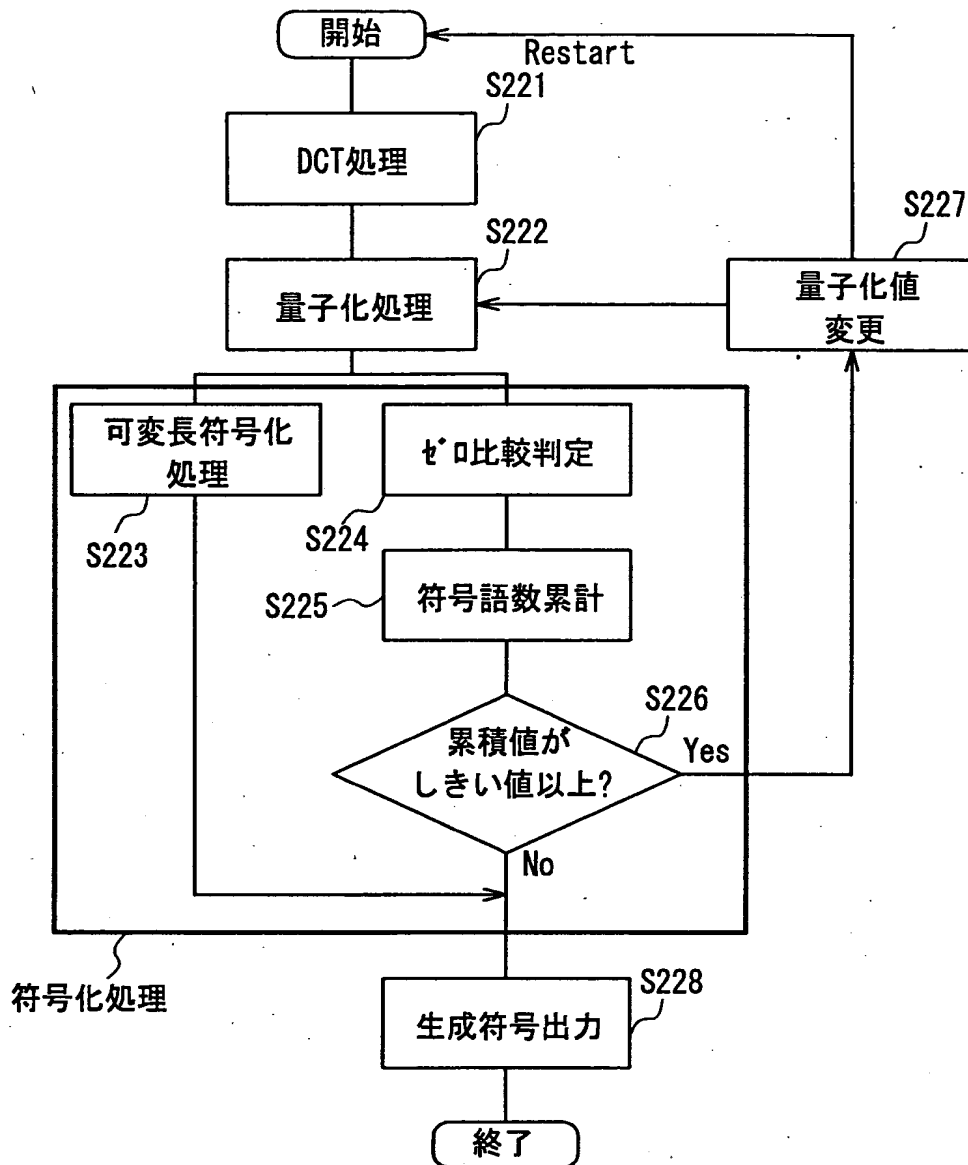 開始
Restart
S221
DCT処理
S222
量子化処理
S227
量子化値
変更
可変長符号化
処理
S223
ｾﾞロ比較判定
S224
S225
符号語数累計
S226
累積値が
しきい値以上?
Yes
No
符号化処理
S228
生成符号出力
終了